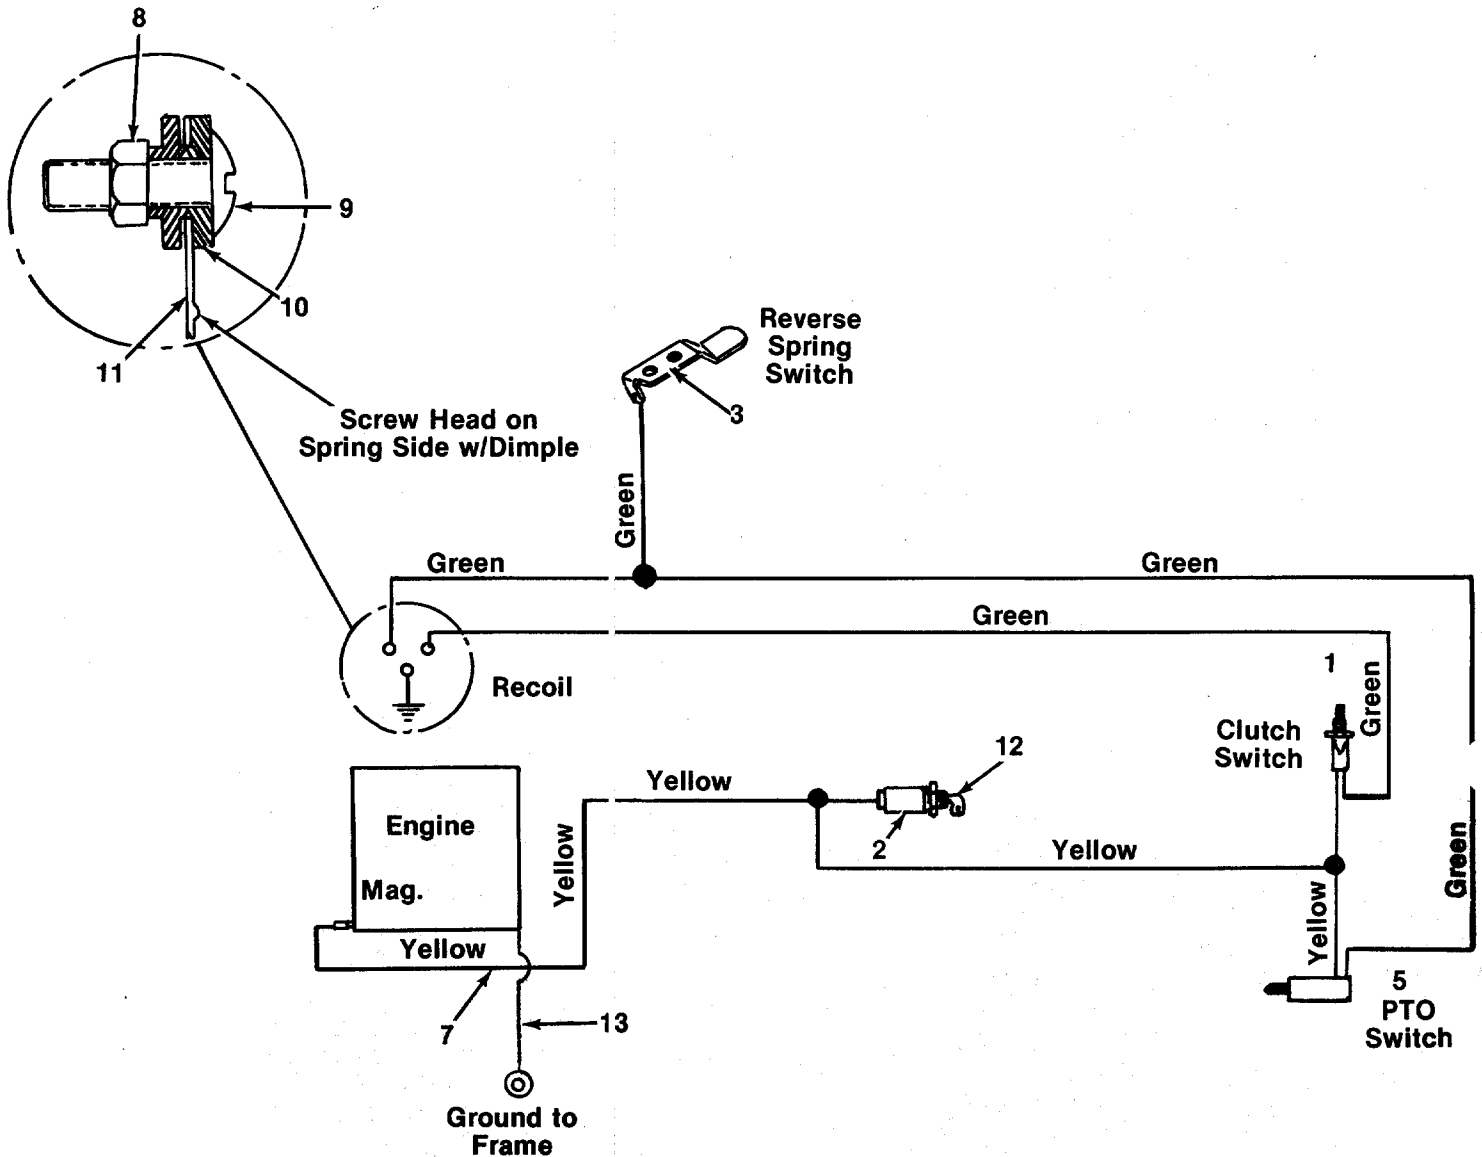 8
9
10
11
Screw Head on
Spring Side w/Dimple
Reverse
Spring
Switch
3
Green
Green
Green
Green
1
Green
Recoil
Clutch
Switch
12
Yellow
Engine
2
Yellow
Yellow
Green
Mag.
Yellow
Yellow
5
PTO
Switch
7
13
Ground to
Frame